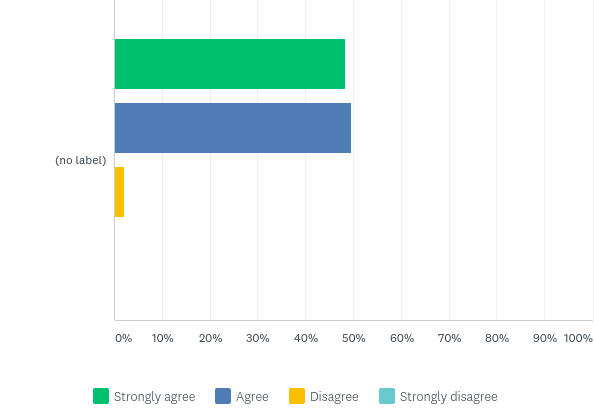 (no label)
0% 10% 20% 30% 40% 50% 60% 70% 80% 90% 100%
Strongly agree Agree Disagree Strongly disagree